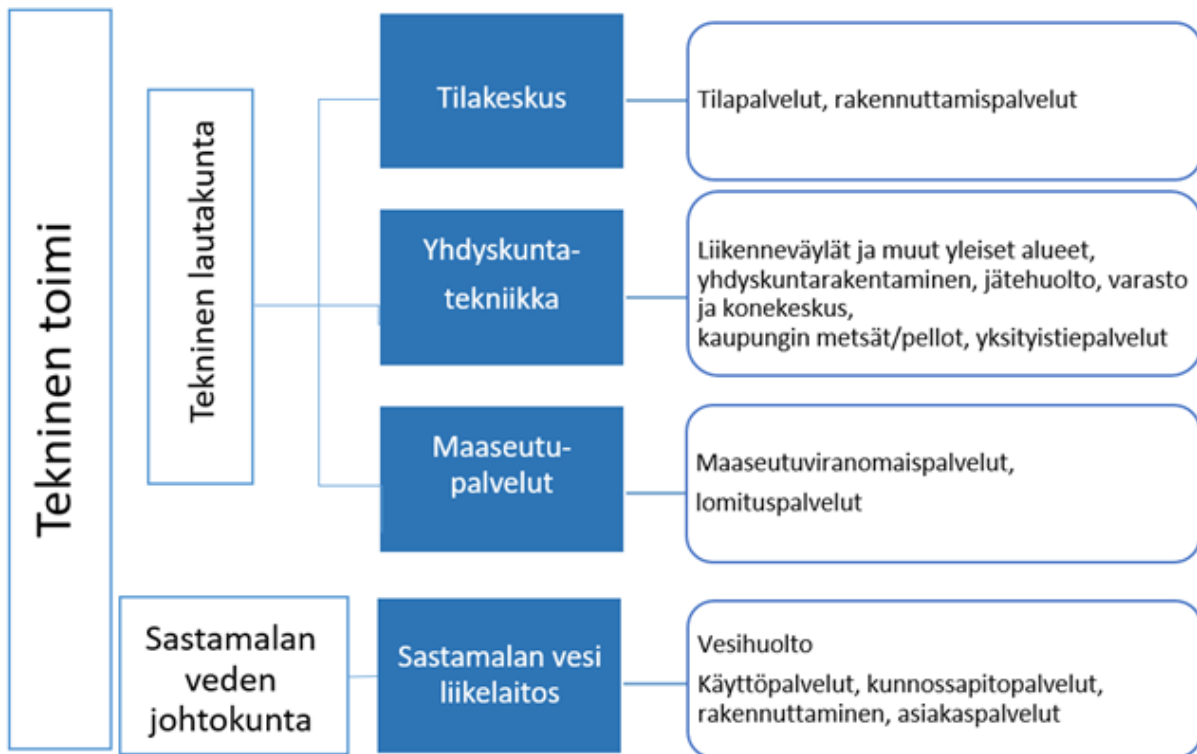 Tekninen toimi
Tekninen lautakunta
Tilakeskus
Tilapalvelut, rakennuttamispalvelut
Yhdyskunta-
tekniikka
Liikenneväylät ja muut yleiset alueet,
yhdyskuntarakentaminen, jätehuolto, varasto
ja konekeskus,
kaupungin metsät/pellot, yksityistiepalvelut
Maaseutu-
palvelut
Maaseutuviranomaispalvelut,
lomituspalvelut
Sastamalan
veden
johtokunta
Sastamalan vesi
liikelaitos
Vesihuolto
Käyttöpalvelut, kunnossapitopalvelut,
rakennuttaminen, asiakaspalvelut